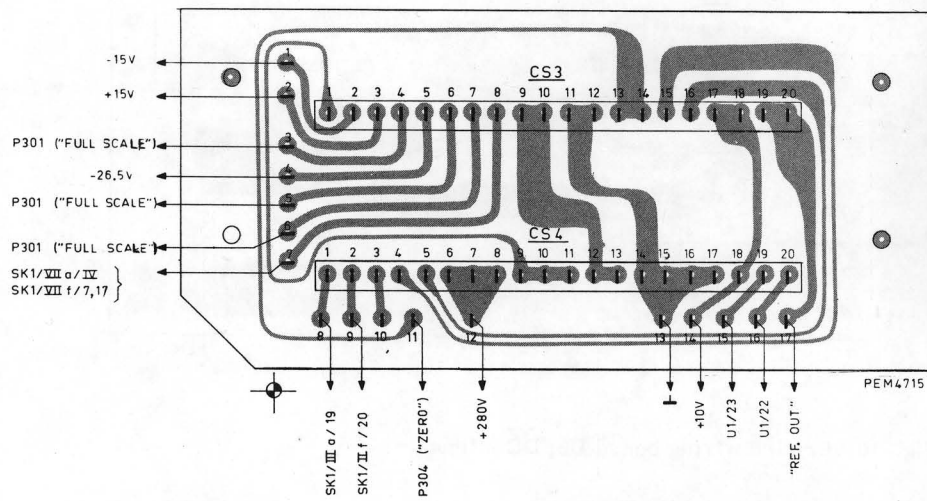 CS3
1 2 3 4 5 6 7 8 9 10 11 12 13 14 15 16 17 18 19 20
1
-15V
2
+15V
3
P301 ("FULL SCALE")
4
-26,5V
5
P301 ("FULL SCALE")
6
P301 ("FULL SCALE")
7
SK1/VII a/IV
SK1/VII f/7,17
CS4
1 2 3 4 5 6 7 8 9 10 11 12 13 14 15 16 17 18 19 20
8 9 10 11 12 13 14 15 16 17
PEM4715
SK1/III a/19
SK1/II f/20
P304 ("ZERO")
+280V
+10V
U1/23
U1/22
"REF. OUT"